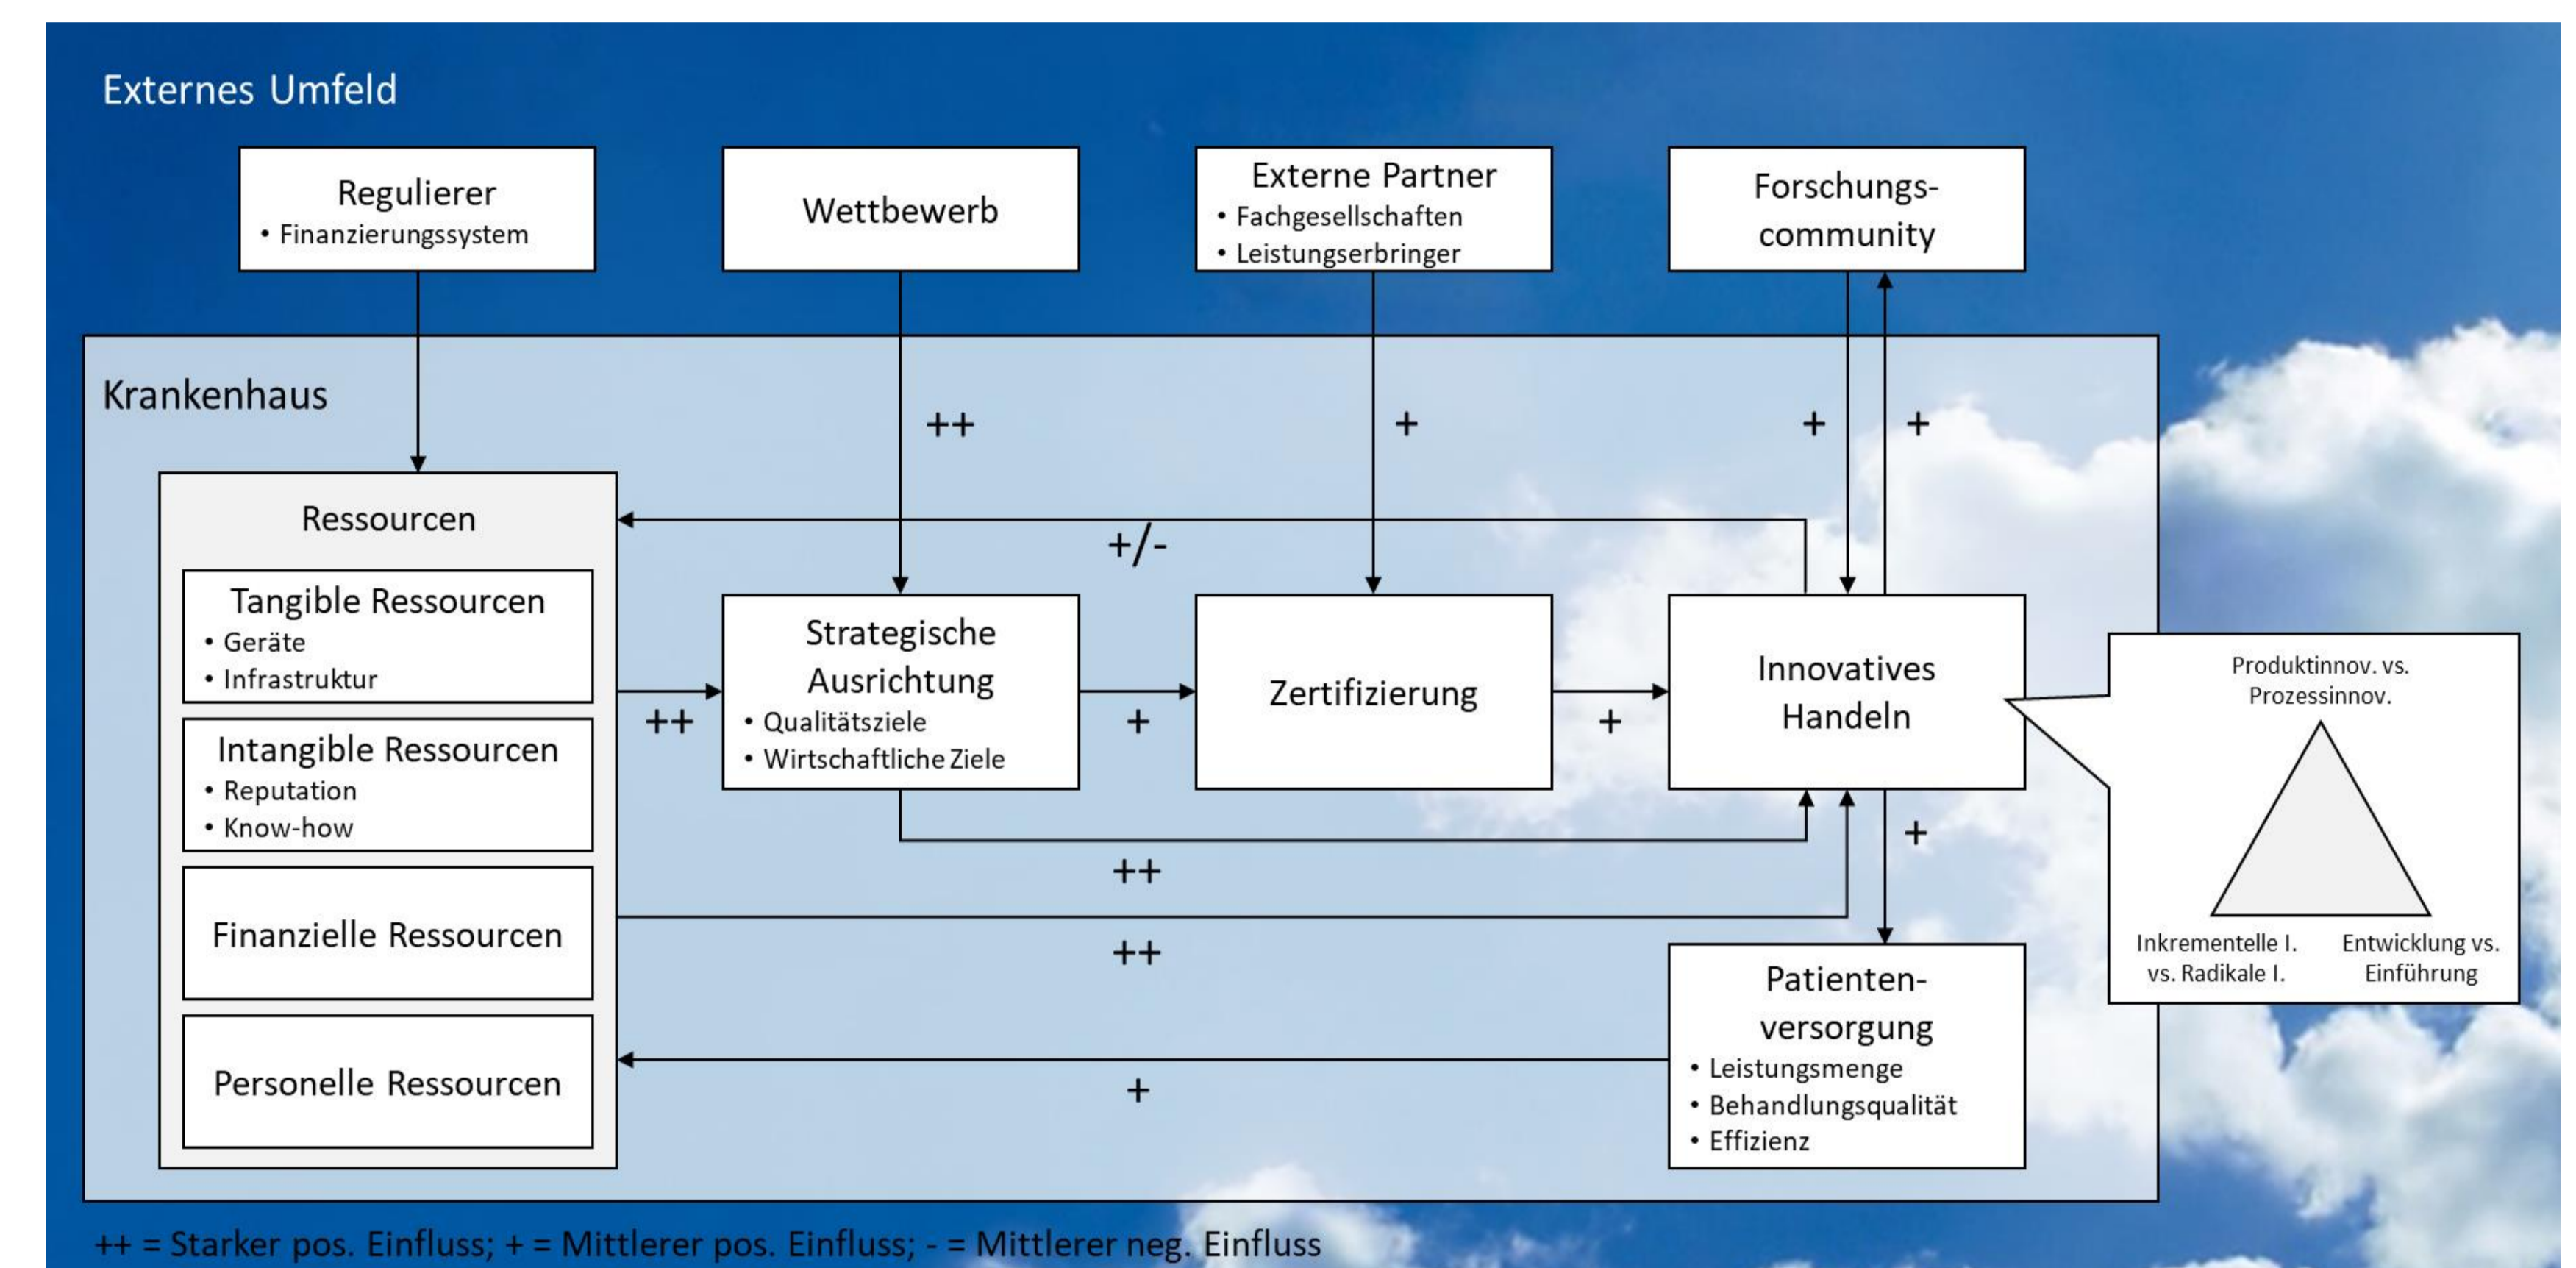 Externes Umfeld
Regulierer
• Finanzierungssystem
Wettbewerb
Externe Partner
• Fachgesellschaften
• Leistungserbringer
Forschungs-
community
Krankenhaus
++
+
+
+
Ressourcen
+/-
Tangible Ressourcen
• Geräte
• Infrastruktur
Intangible Ressourcen
• Reputation
• Know-how
Finanzielle Ressourcen
Personelle Ressourcen
++
Strategische
Ausrichtung
• Qualitätsziele
• Wirtschaftliche Ziele
+
Zertifizierung
+
Innovatives
Handeln
Produktinnov. vs.
Prozessinnov.
Inkrementelle I.
vs. Radikale I.
Entwicklung vs.
Einführung
++
+
++
Patienten-
versorgung
• Leistungsmenge
• Behandlungsqualität
• Effizienz
+
++ = Starker pos. Einfluss; + = Mittlerer pos. Einfluss; - = Mittlerer neg. Einfluss